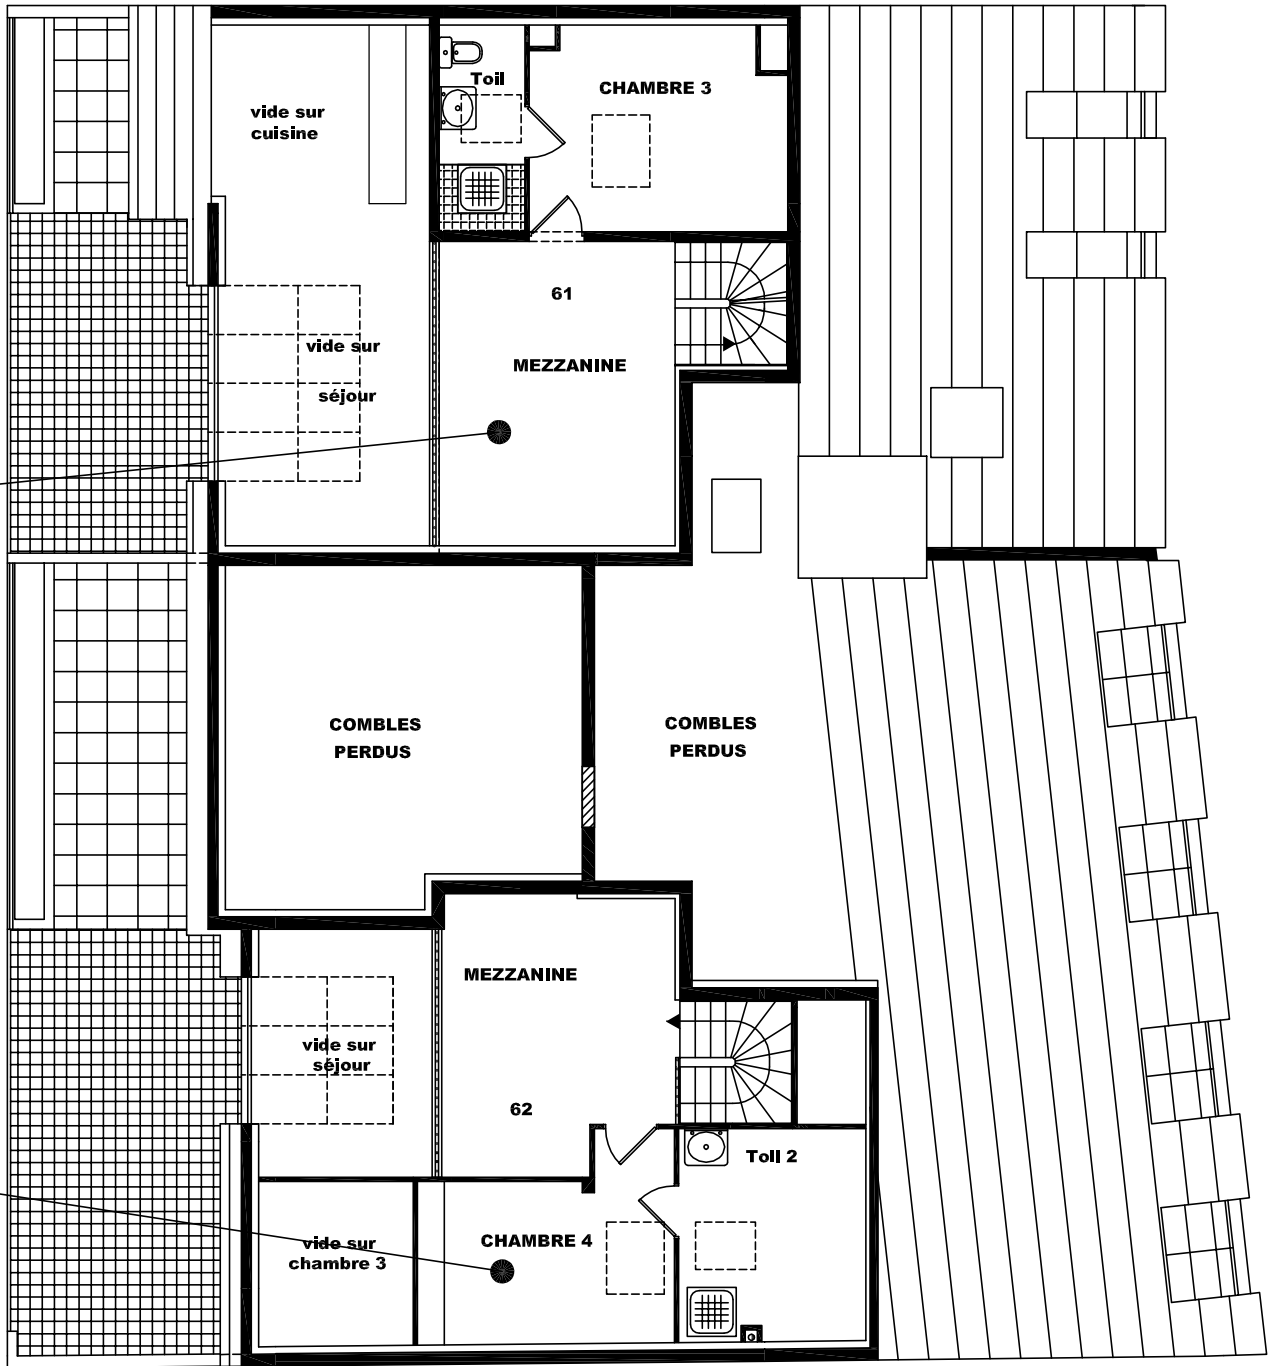 Toil
CHAMBRE 3
vide sur
cuisine
61
vide sur
séjour
MEZZANINE
COMBLES
PERDUS
COMBLES
PERDUS
MEZZANINE
vide sur
séjour
62
Toll 2
CHAMBRE 4
vide sur
chambre 3